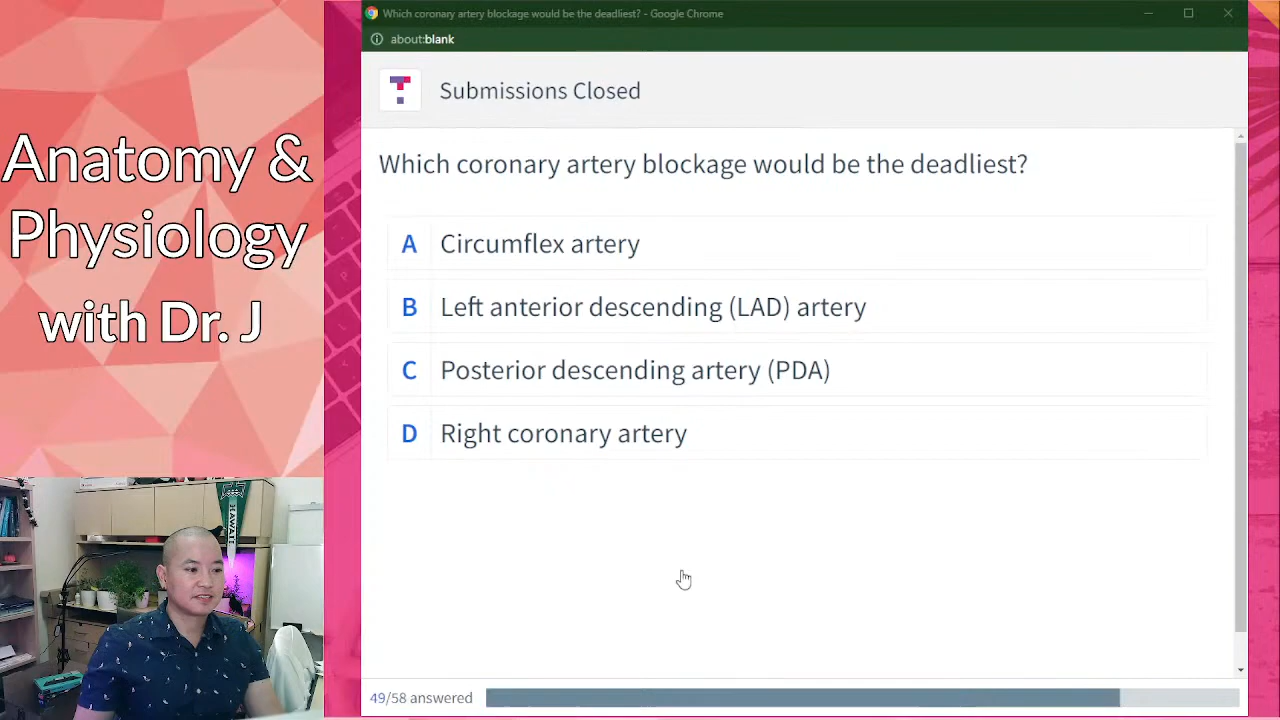 Which coronary artery blockage would be the deadliest? - Google Chrome
about:blank
Submissions Closed
Anatomy &
Physiology
with Dr. J
Which coronary artery blockage would be the deadliest?
A Circumflex artery
B Left anterior descending (LAD) artery
C Posterior descending artery (PDA)
D Right coronary artery
HAWAI'I
49/58 answered